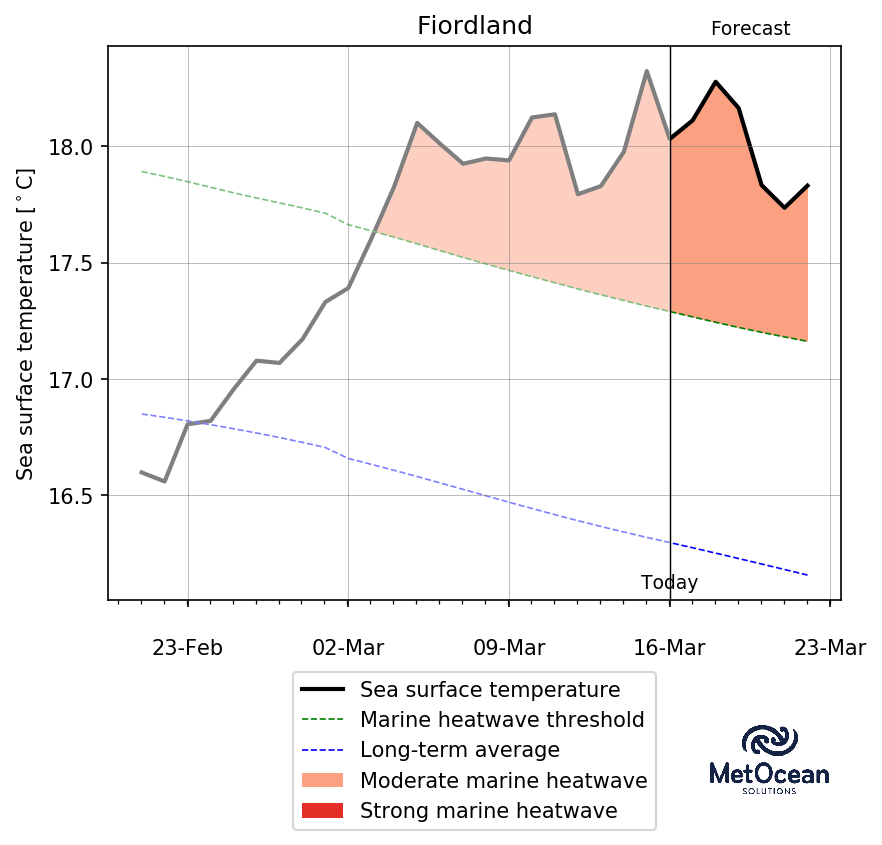 Fiordland
Forecast
Sea surface temperature [°C]
18.0
17.5
17.0
16.5
Today
23-Feb 02-Mar 09-Mar 16-Mar 23-Mar
Sea surface temperature
Marine heatwave threshold
Long-term average
Moderate marine heatwave
Strong marine heatwave
MetOcean
SOLUTIONS